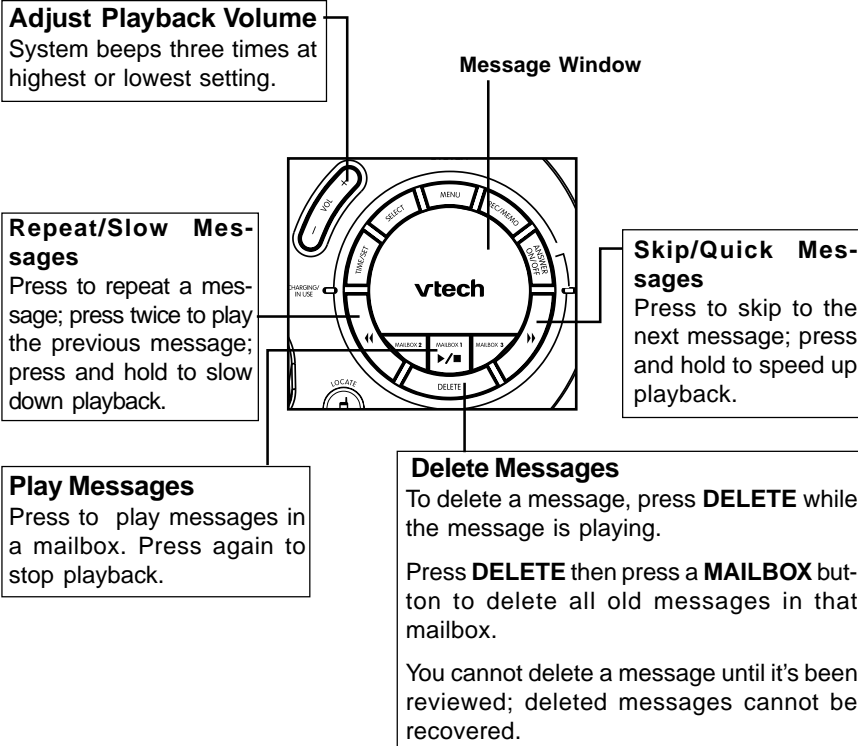 Adjust Playback Volume
System beeps three times at
highest or lowest setting.
Message Window
VOL
SELECT
MENU
REC/MEMO
TIME/SET
ANSWER
ON/OFF
CHARGING/
IN USE
vtech
MAILBOX 2
MAILBOX 1
MAILBOX 3
DELETE
LOCATE
Repeat/Slow Mes-
sages
Press to repeat a mes-
sage; press twice to play
the previous message;
press and hold to slow
down playback.
Skip/Quick Mes-
sages
Press to skip to the
next message; press
and hold to speed up
playback.
Play Messages
Press to play messages in
a mailbox. Press again to
stop playback.
Delete Messages
To delete a message, press DELETE while
the message is playing.
Press DELETE then press a MAILBOX but-
ton to delete all old messages in that
mailbox.
You cannot delete a message until it's been
reviewed; deleted messages cannot be
recovered.